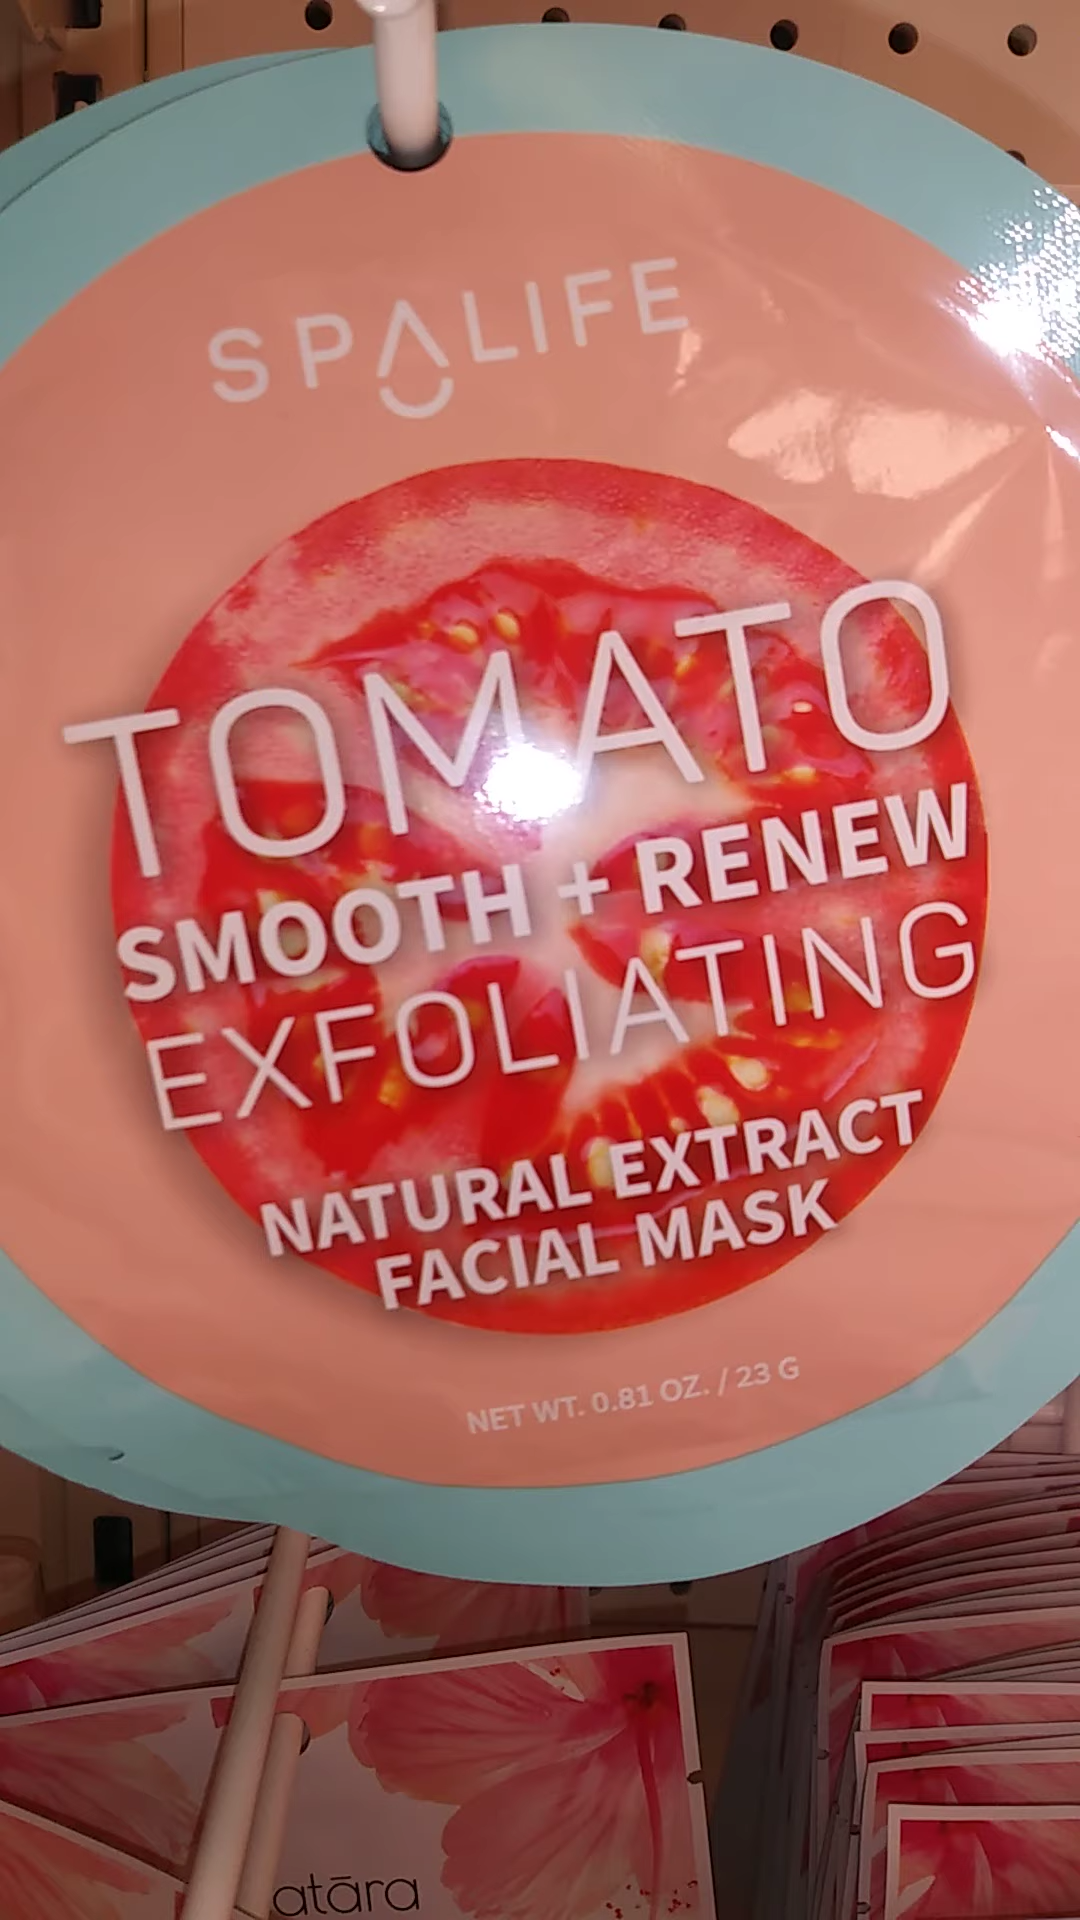 SPALIFE
TOMATO
SMOOTH + RENEW
EXFOLIATING
NATURAL EXTRACT
FACIAL MASK
NET WT. 0.81 OZ. / 23 G
atāra